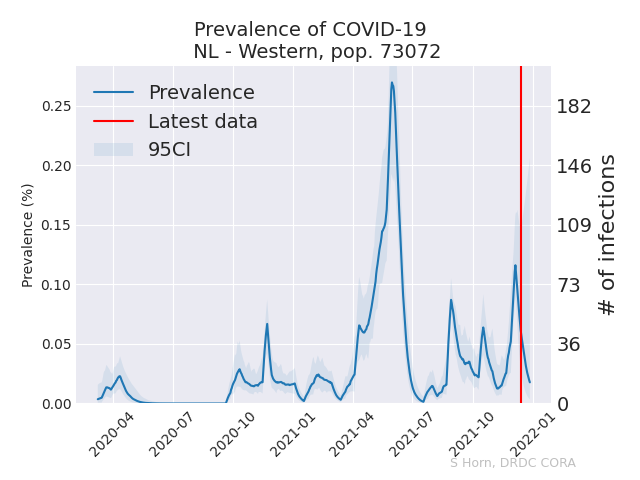 Prevalence of COVID-19
NL - Western, pop. 73072
Prevalence
Latest data
95CI
Prevalence (%)
0.25
0.20
0.15
0.10
0.05
0.00
182
146
109
73
36
0
# of infections
2020-04
2020-07
2020-10
2021-01
2021-04
2021-07
2021-10
2022-01
S Horn, DRDC CORA